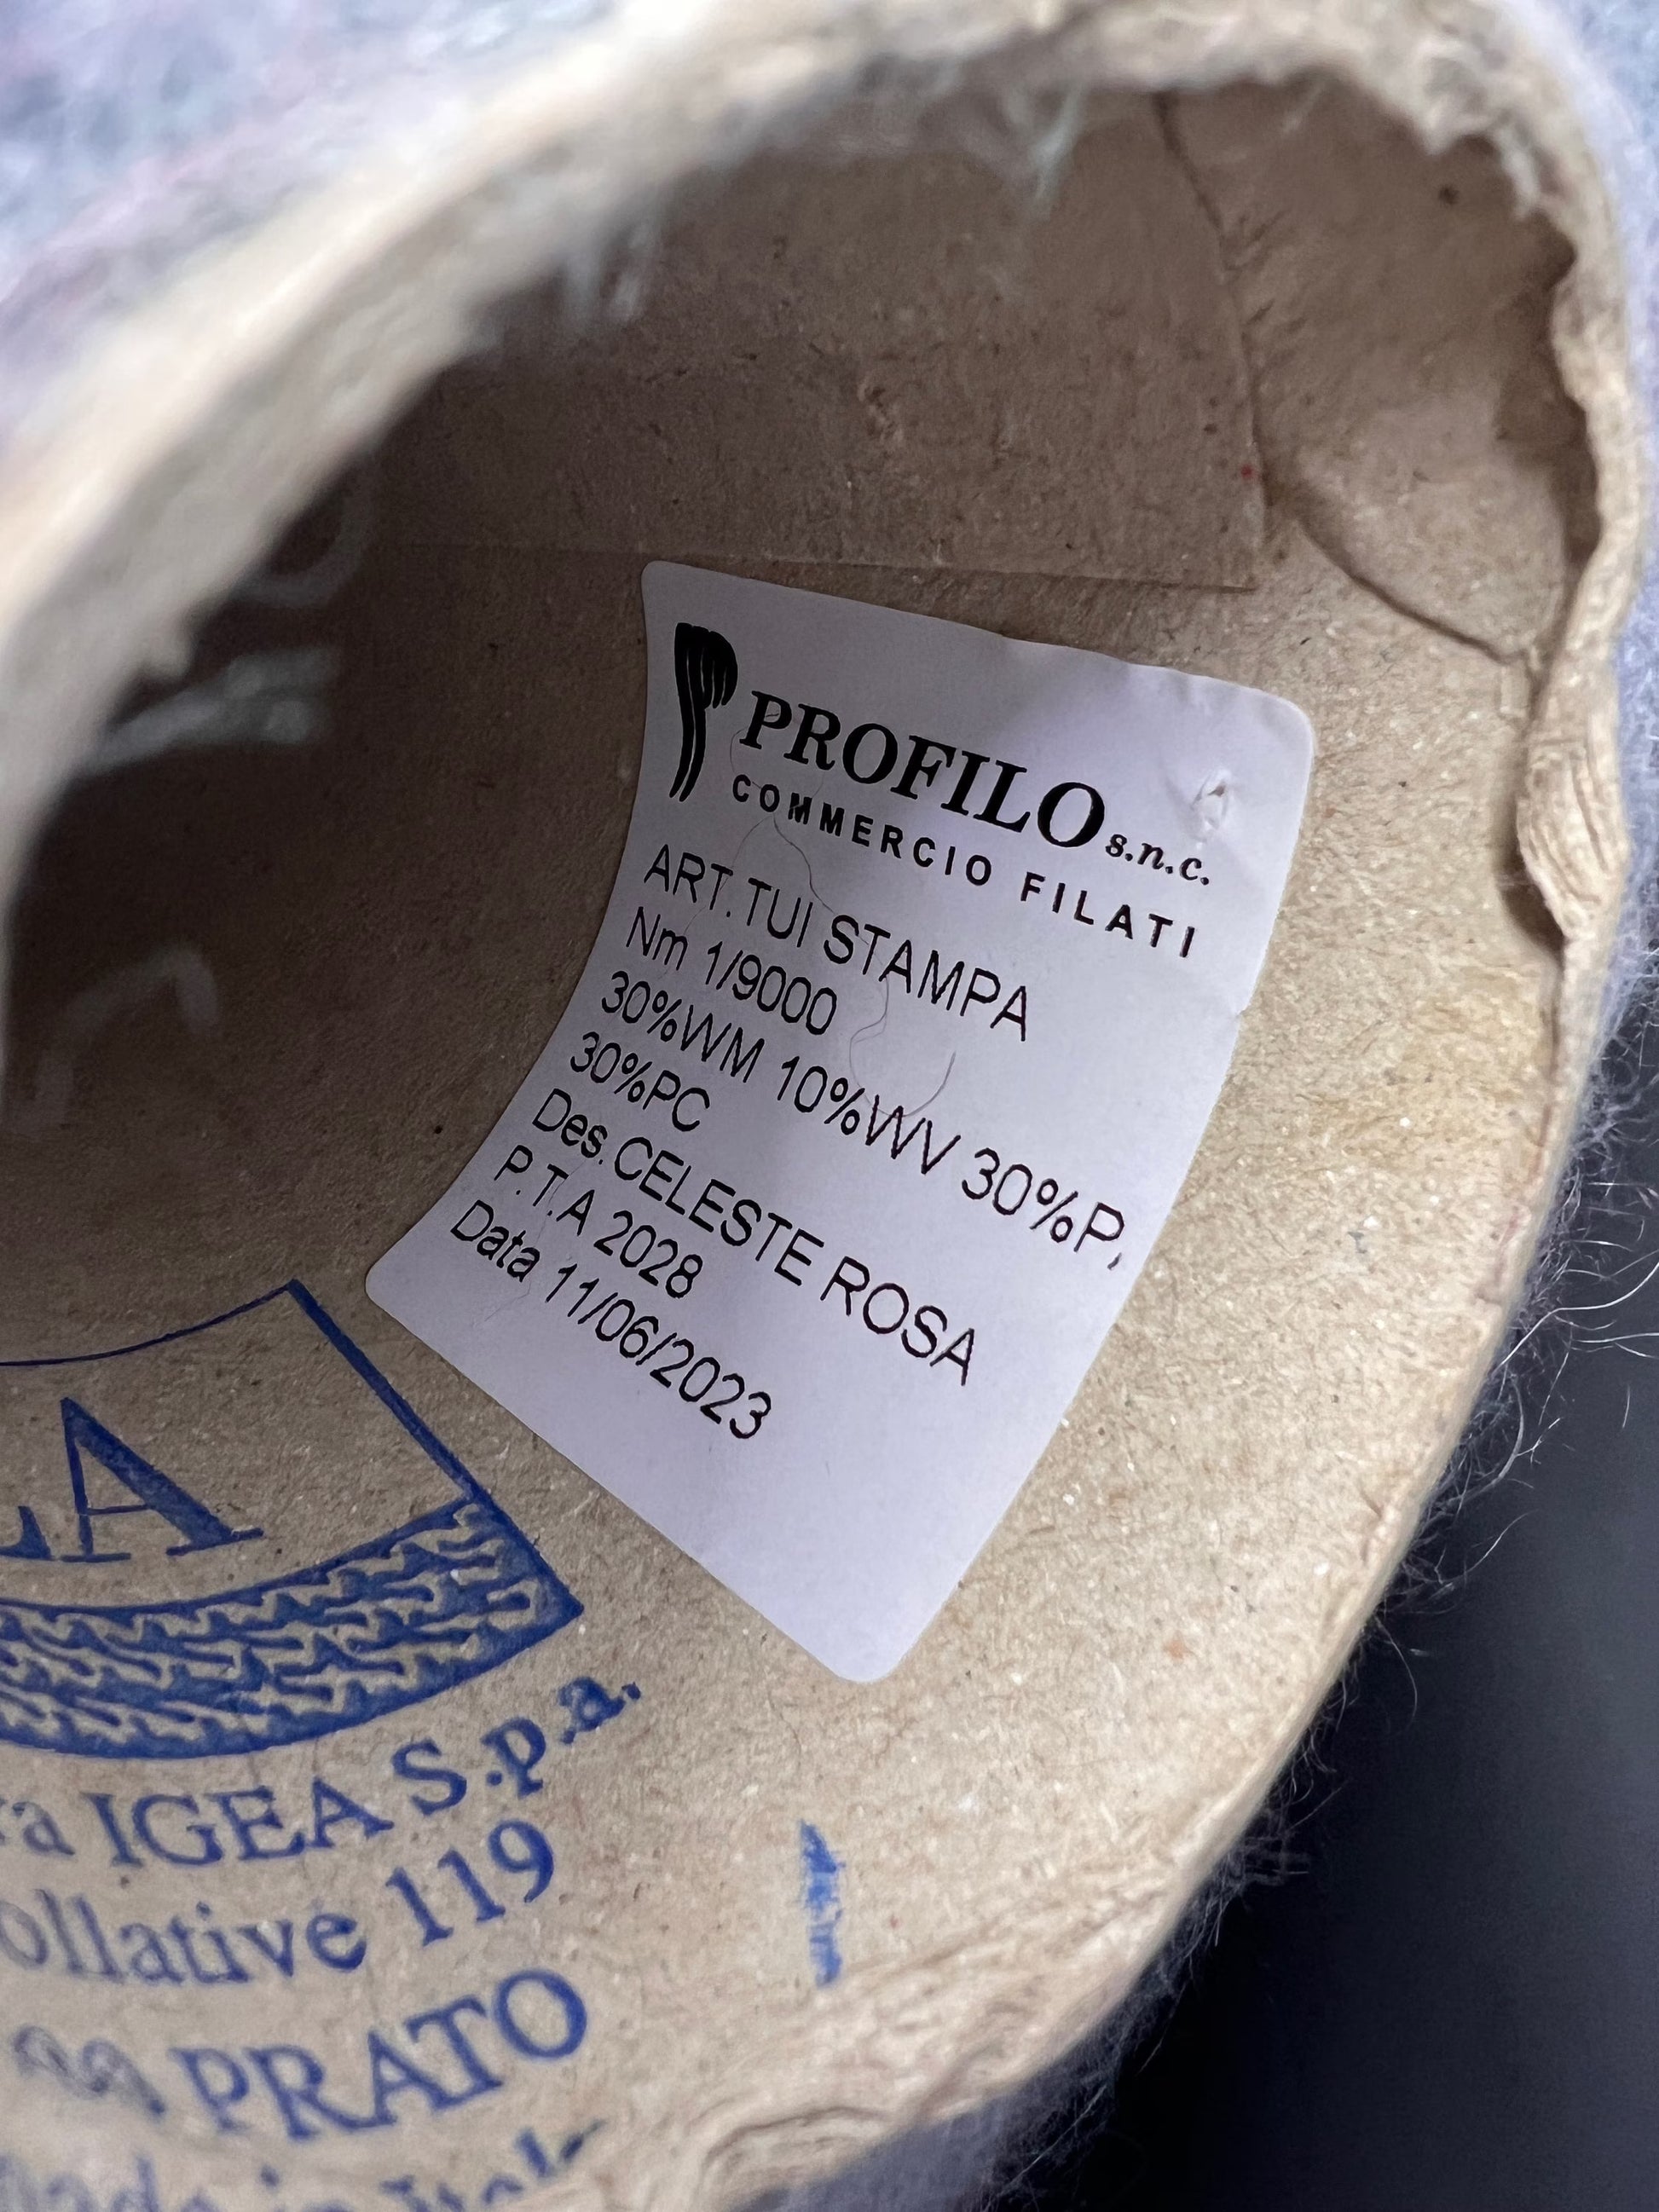 PROFILO s.n.c.
COMMERCIO FILATI
ART.TUI STAMPA
Nm 1/9000
30%WM 10%WV 30%P,
30%PC
Des.CELESTE ROSA
P.T.A 2028
Data 11/06/2023
LA
IGEA S.p.a.
ollative 119
PRATO